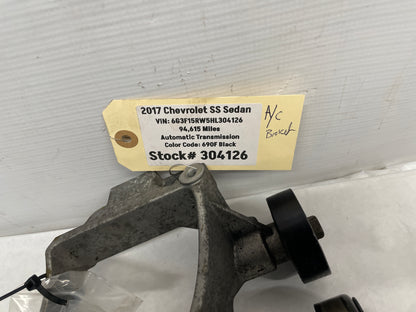 2017 Chevrolet SS Sedan
VIN: 6G3F15RW5HL304126
94,615 Miles
Automatic Transmission
Color Code: 690F Black
Stock# 304126
A/C
Bracket